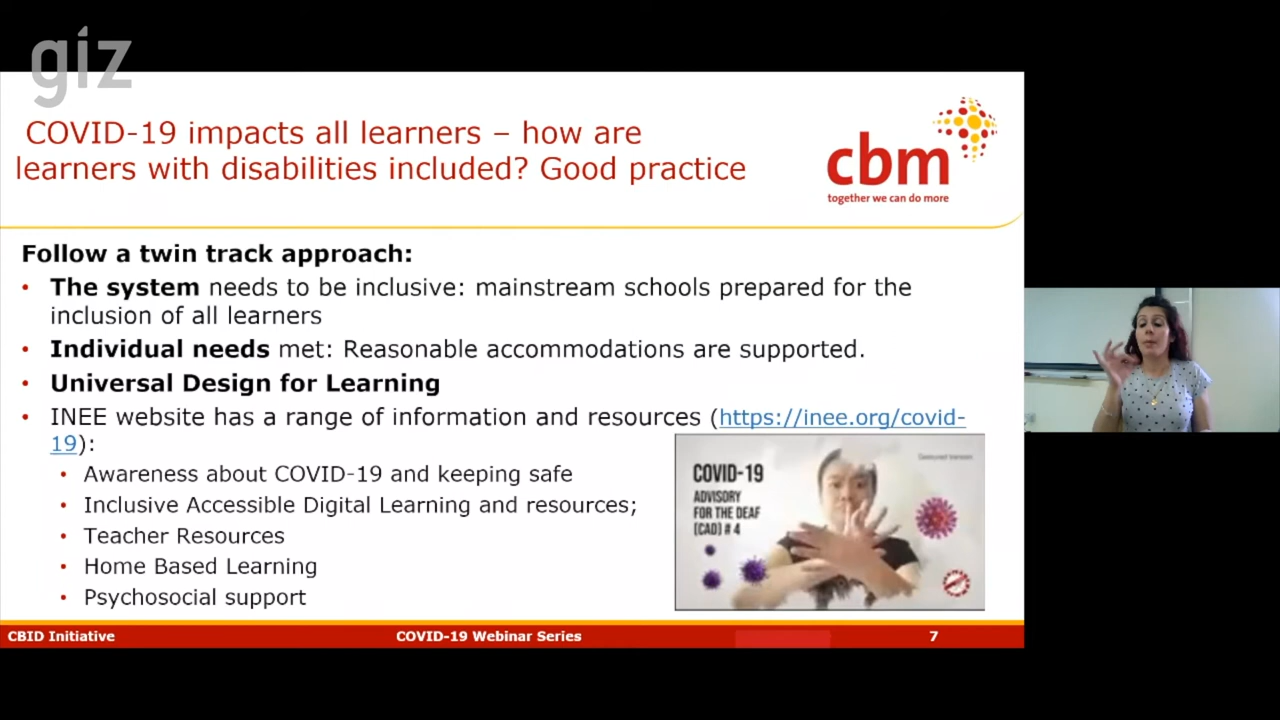 giz
COVID-19 impacts all learners – how are
learners with disabilities included? Good practice
cbm
together we can do more
Follow a twin track approach:
• The system needs to be inclusive: mainstream schools prepared for the
inclusion of all learners
• Individual needs met: Reasonable accommodations are supported.
• Universal Design for Learning
• INEE website has a range of information and resources (https://inee.org/covid-
19):
• Awareness about COVID-19 and keeping safe
• Inclusive Accessible Digital Learning and resources;
• Teacher Resources
• Home Based Learning
• Psychosocial support
COVID-19
ADVISORY
FOR THE DEAF
(CAD) # 4
CBID Initiative
COVID-19 Webinar Series
7